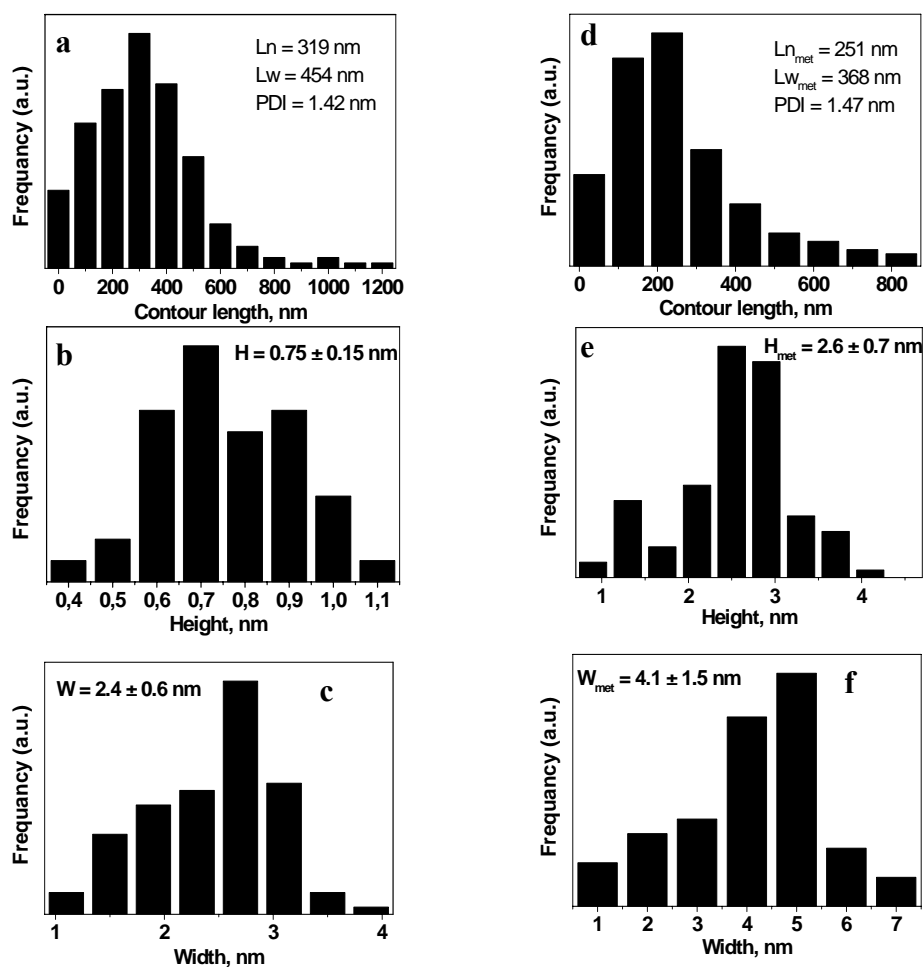 a
Ln = 319 nm
Lw = 454 nm
PDI = 1.42 nm
Frequancy (a.u.)
0 200 400 600 800 1000 1200
Contour length, nm
d
Ln_met = 251 nm
Lw_met = 368 nm
PDI = 1.47 nm
Frequancy (a.u.)
0 200 400 600 800
Contour length, nm
b
H = 0.75 ± 0.15 nm
Frequancy (a.u.)
0,4 0,5 0,6 0,7 0,8 0,9 1,0 1,1
Height, nm
e
H_met = 2.6 ± 0.7 nm
Frequancy (a.u.)
1 2 3 4
Height, nm
W = 2.4 ± 0.6 nm
c
Frequancy (a.u.)
1 2 3 4
Width, nm
W_met = 4.1 ± 1.5 nm
f
Frequancy (a.u.)
1 2 3 4 5 6 7
Width, nm